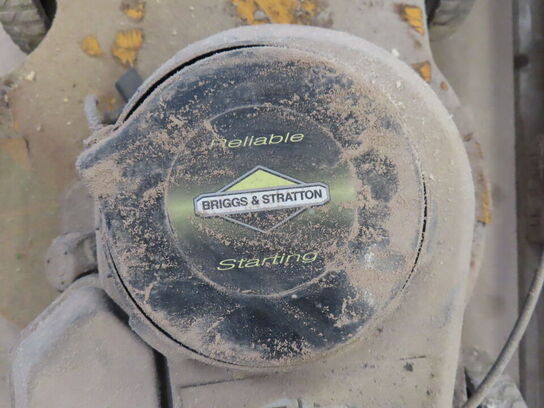 Reliable
BRIGGS & STRATTON
Starting